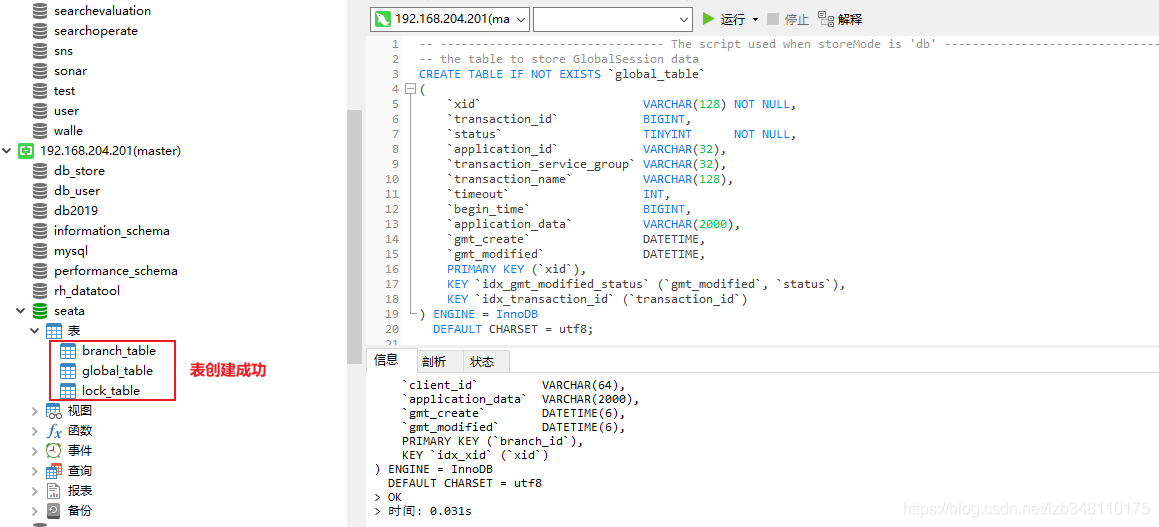 searchevaluation
searchoperate
sns
sonar
test
user
walle
192.168.204.201(master)
db_store
db_user
db2019
information_schema
mysql
performance_schema
rh_datatool
seata
表
branch_table
global_table
lock_table
表创建成功
视图
函数
事件
查询
报表
备份
192.168.204.201(ma
运行
停止
解释
1 -- -------------------------------- The script used when storeMode is 'db' --------------------------------
2 -- the table to store GlobalSession data
3 CREATE TABLE IF NOT EXISTS `global_table`
4 (
5 `xid` VARCHAR(128) NOT NULL,
6 `transaction_id` BIGINT,
7 `status` TINYINT NOT NULL,
8 `application_id` VARCHAR(32),
9 `transaction_service_group` VARCHAR(32),
10 `transaction_name` VARCHAR(128),
11 `timeout` INT,
12 `begin_time` BIGINT,
13 `application_data` VARCHAR(2000),
14 `gmt_create` DATETIME,
15 `gmt_modified` DATETIME,
16 PRIMARY KEY (`xid`),
17 KEY `idx_gmt_modified_status` (`gmt_modified`, `status`),
18 KEY `idx_transaction_id` (`transaction_id`)
19 ) ENGINE = InnoDB
20 DEFAULT CHARSET = utf8;
21
信息 剖析 状态
`client_id` VARCHAR(64),
`application_data` VARCHAR(2000),
`gmt_create` DATETIME(6),
`gmt_modified` DATETIME(6),
PRIMARY KEY (`branch_id`),
KEY `idx_xid` (`xid`)
) ENGINE = InnoDB
DEFAULT CHARSET = utf8
> OK
> 时间: 0.031s
https://blog.csdn.net/lzb348110175